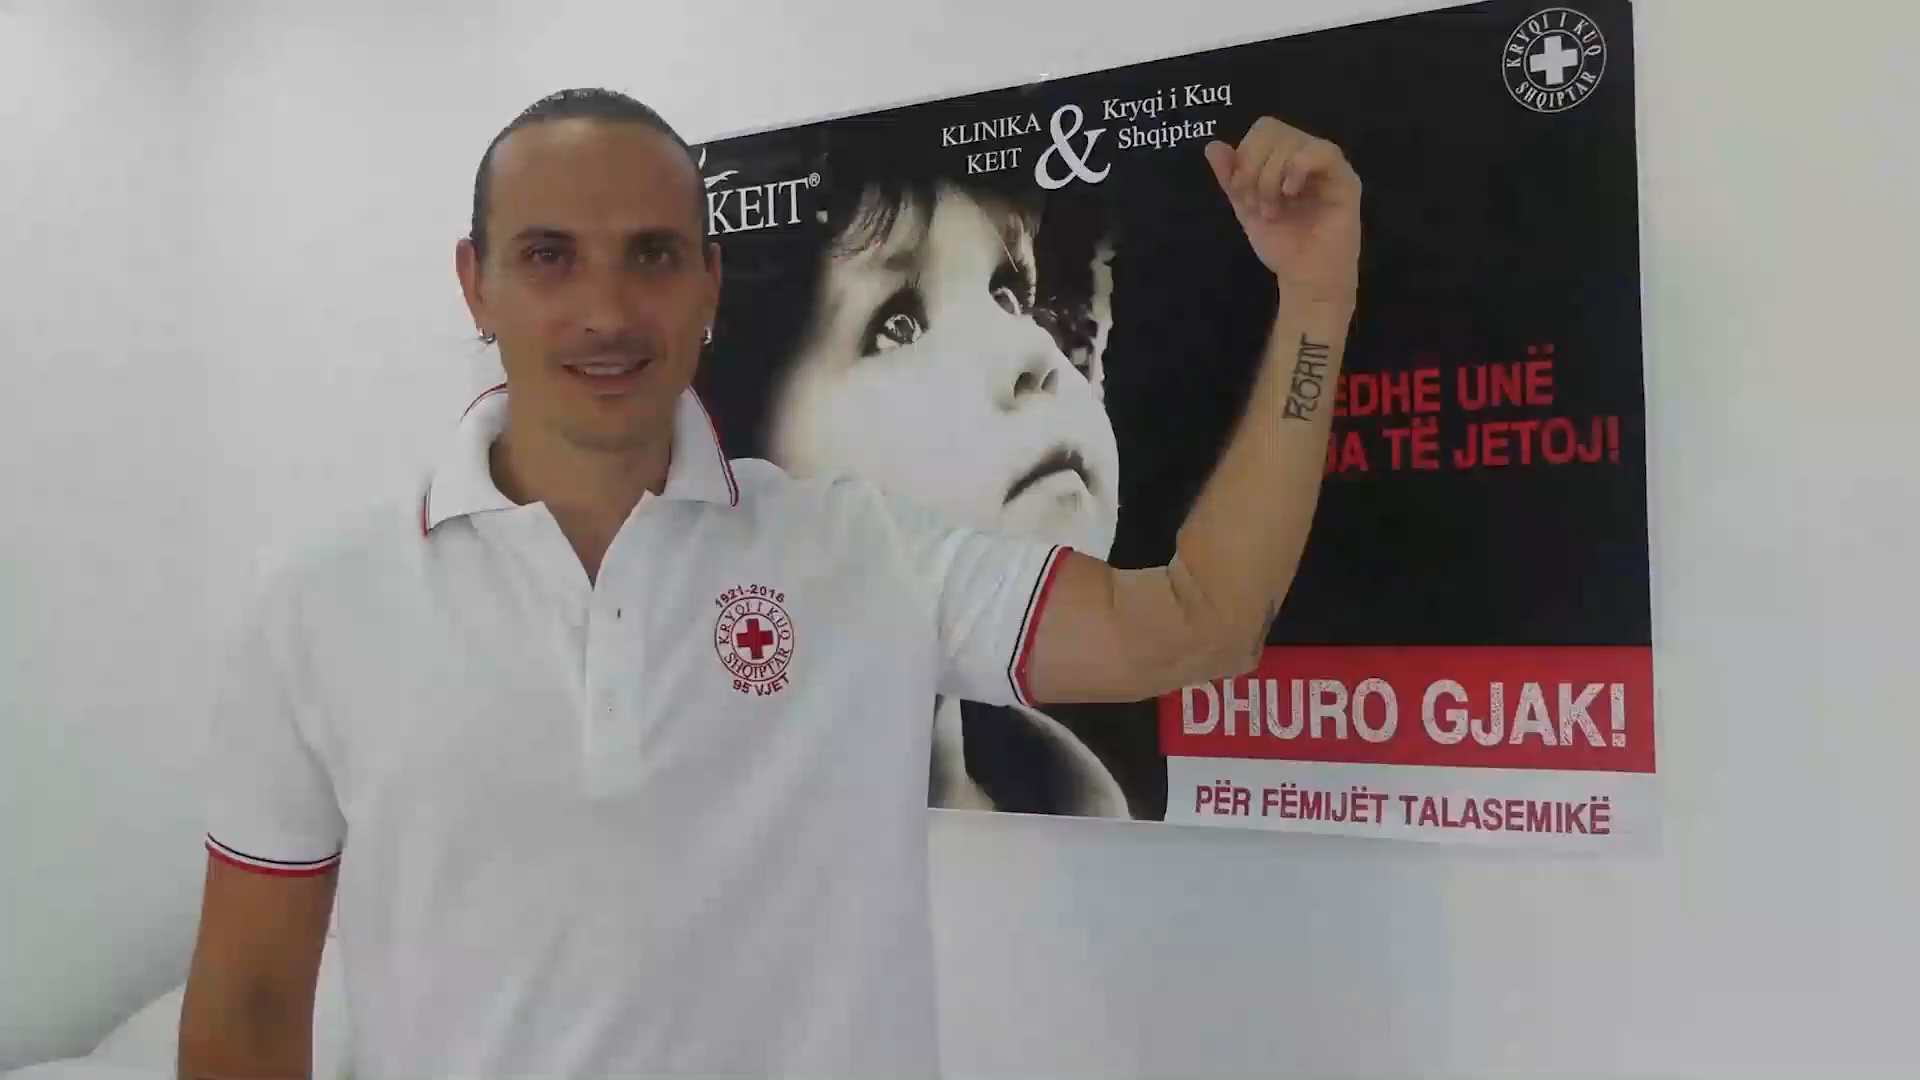 KRYQI I KUQ
SHQIPTAR
KLINIKA
KEIT
&
Kryqi i Kuq
Shqiptar
KEIT®
EDHE UNË
TË JETOJ!
DHURO GJAK!
PËR FËMIJËT TALASEMIKË
1921-2016
KRYQI I KUQ
SHQIPTAR
95 VJET